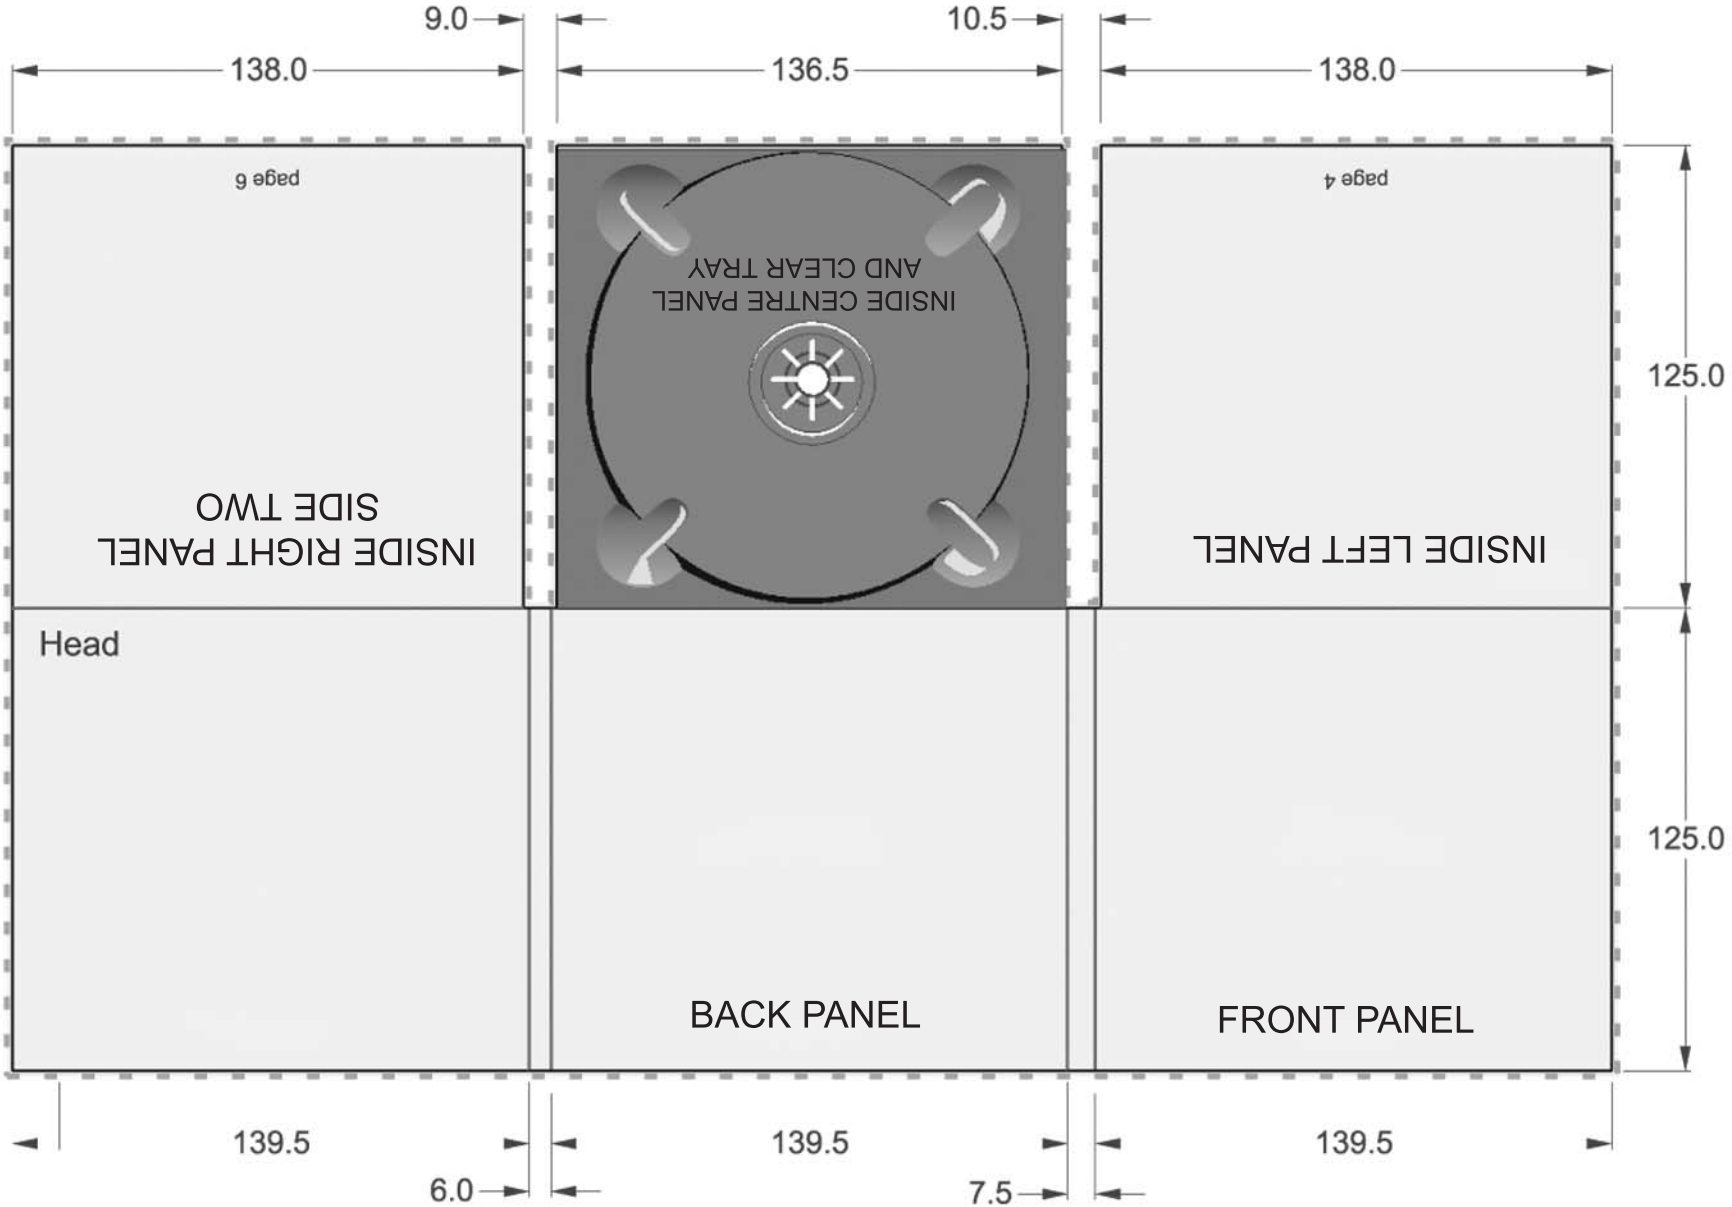 9.0
10.5
138.0
136.5
138.0
page 6
page 4
INSIDE CENTRE PANEL
AND CLEAR TRAY
125.0
INSIDE RIGHT PANEL
SIDE TWO
INSIDE LEFT PANEL
Head
125.0
BACK PANEL
FRONT PANEL
139.5
139.5
139.5
6.0
7.5